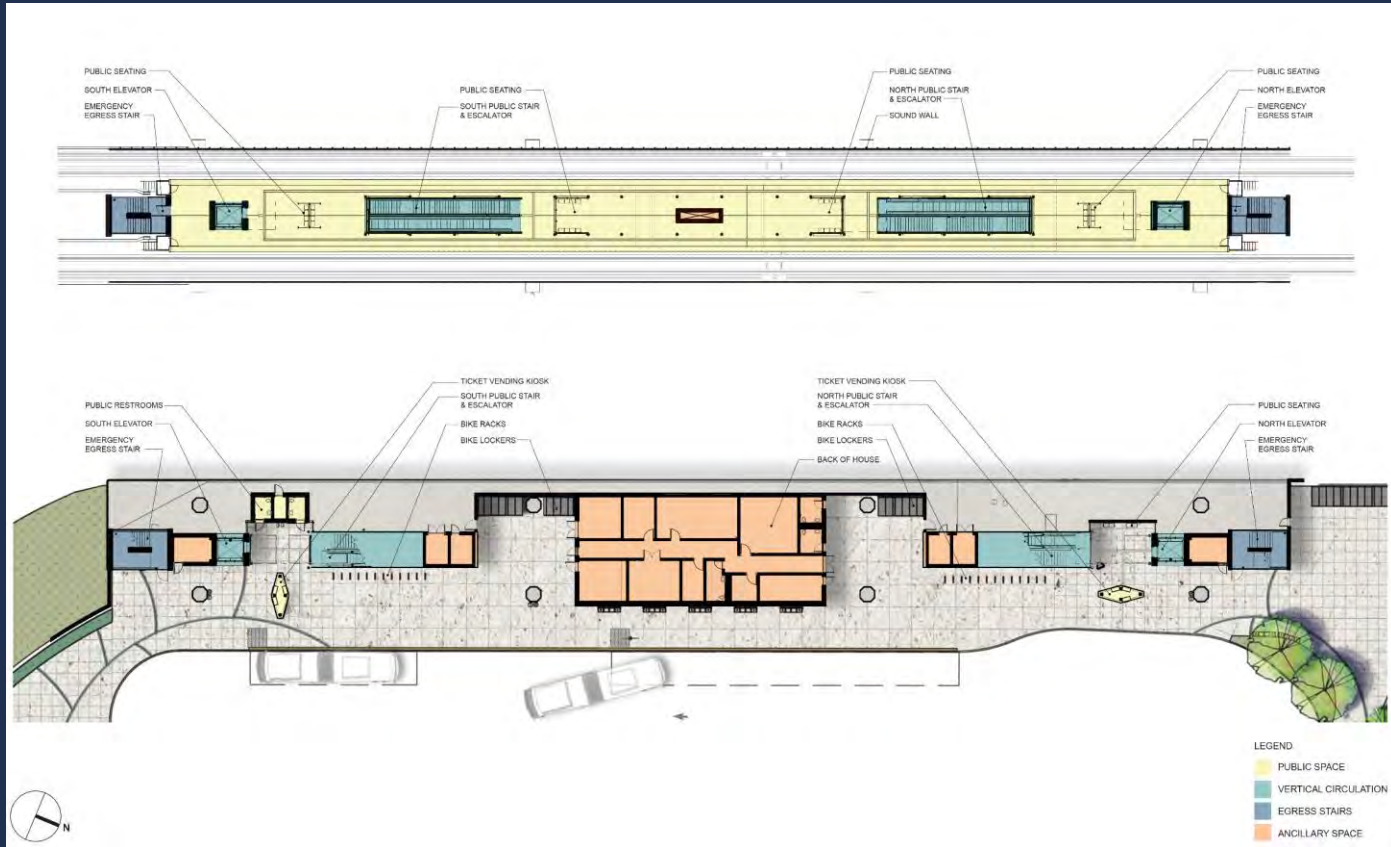 PUBLIC SEATING
SOUTH ELEVATOR
EMERGENCY
EGRESS STAIR
PUBLIC SEATING
SOUTH PUBLIC STAIR
& ESCALATOR
PUBLIC SEATING
NORTH PUBLIC STAIR
& ESCALATOR
SOUND WALL
PUBLIC SEATING
NORTH ELEVATOR
EMERGENCY
EGRESS STAIR
PUBLIC RESTROOMS
SOUTH ELEVATOR
EMERGENCY
EGRESS STAIR
TICKET VENDING KIOSK
SOUTH PUBLIC STAIR
& ESCALATOR
BIKE RACKS
BIKE LOCKERS
TICKET VENDING KIOSK
NORTH PUBLIC STAIR
& ESCALATOR
BIKE RACKS
BIKE LOCKERS
BACK OF HOUSE
PUBLIC SEATING
NORTH ELEVATOR
EMERGENCY
EGRESS STAIR
LEGEND
PUBLIC SPACE
VERTICAL CIRCULATION
EGRESS STAIRS
ANCILLARY SPACE
N